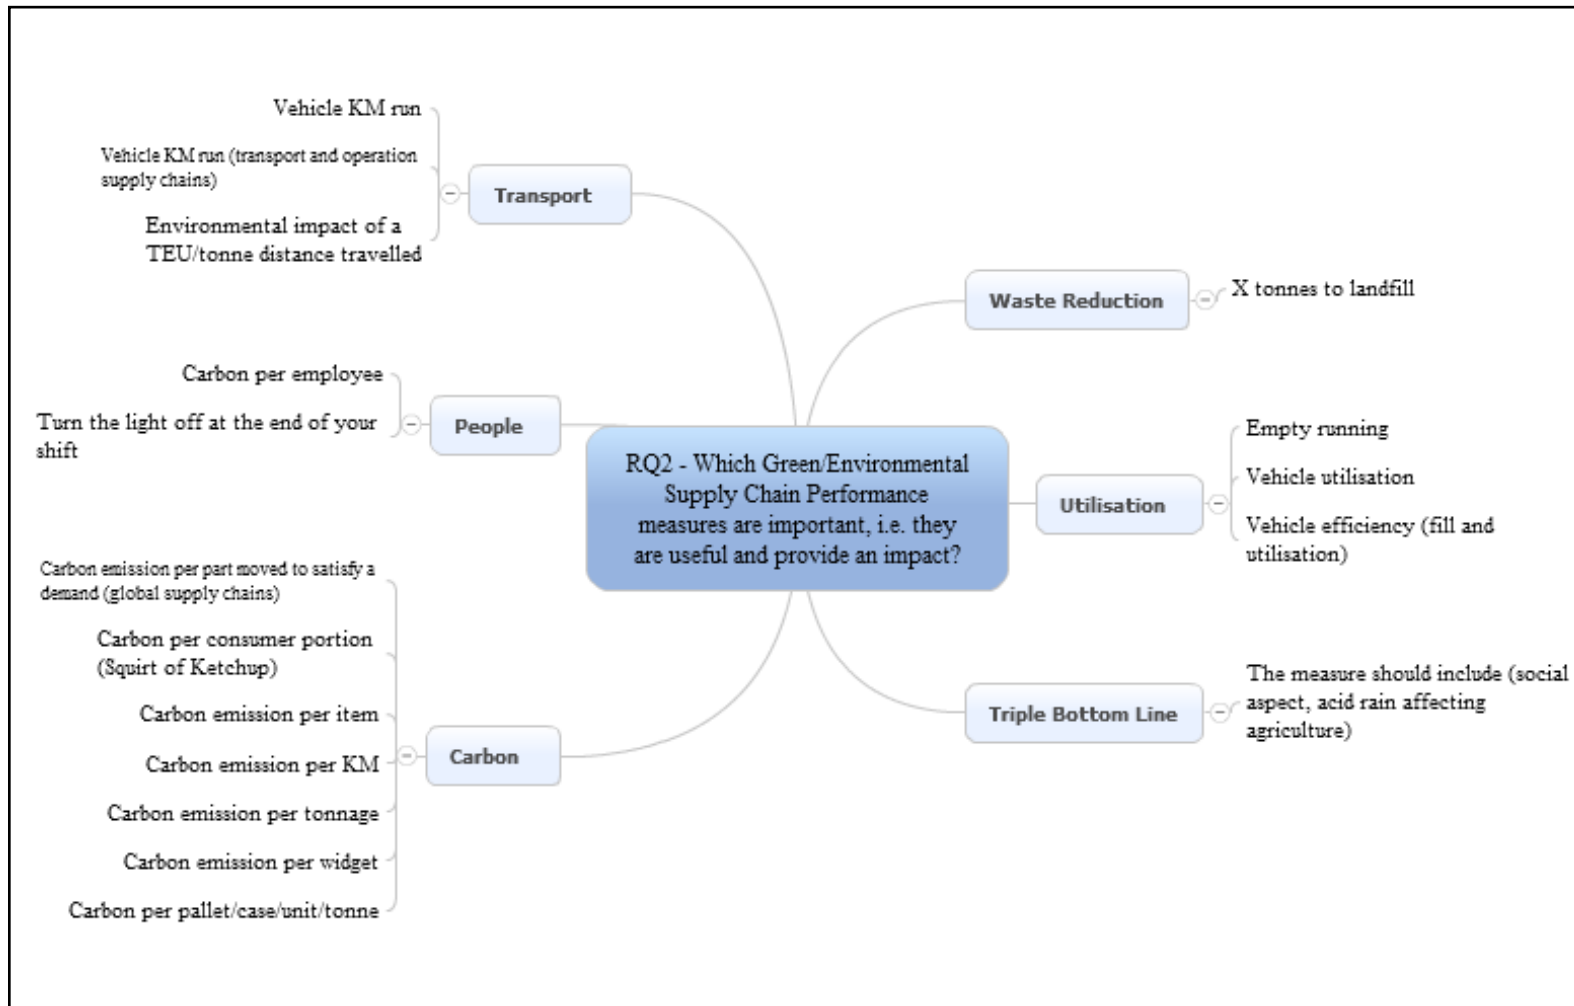 Vehicle KM run
Vehicle KM run (transport and operation
supply chains)
Environmental impact of a
TEU/tonne distance travelled
Transport
Carbon per employee
Turn the light off at the end of your
shift
People
Carbon emission per part moved to satisfy a
demand (global supply chains)
Carbon per consumer portion
(Squirt of Ketchup)
Carbon emission per item
Carbon emission per KM
Carbon emission per tonnage
Carbon emission per widget
Carbon per pallet/case/unit/tonne
Carbon
RQ2 - Which Green/Environmental
Supply Chain Performance
measures are important, i.e. they
are useful and provide an impact?
Waste Reduction
X tonnes to landfill
Utilisation
Empty running
Vehicle utilisation
Vehicle efficiency (fill and
utilisation)
Triple Bottom Line
The measure should include (social
aspect, acid rain affecting
agriculture)